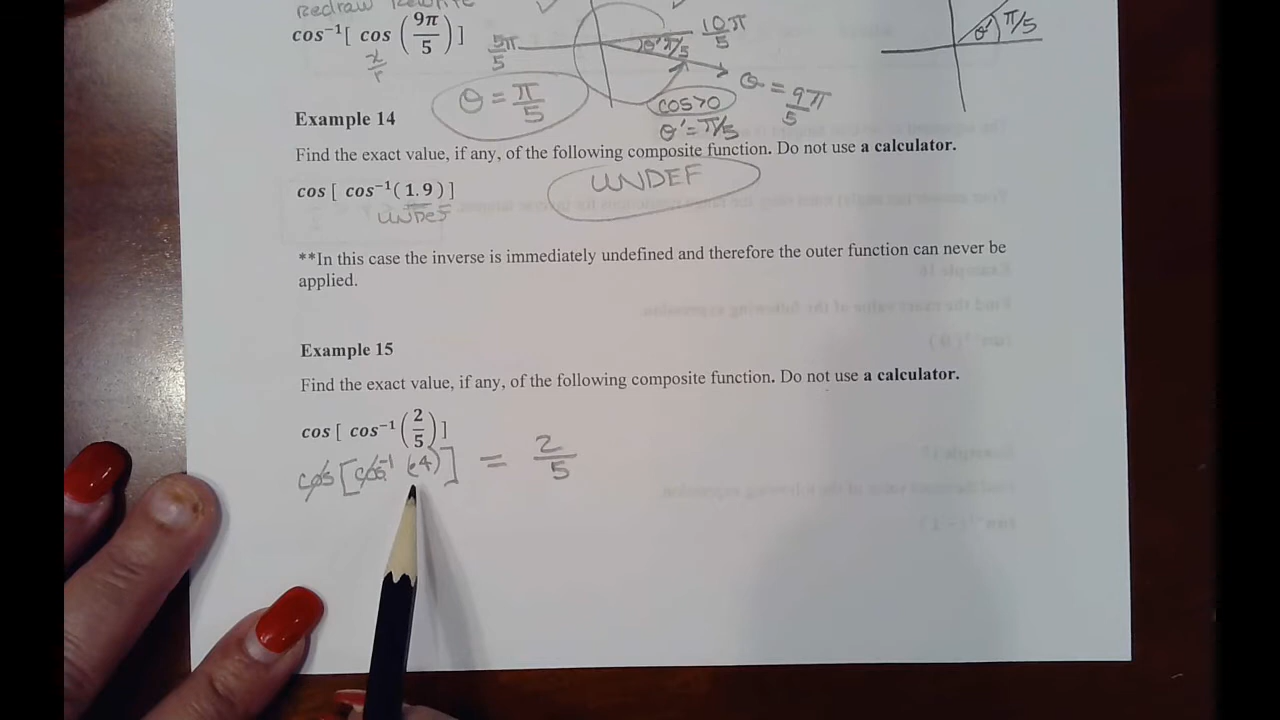 Redraw Rewrite
cos⁻¹[ cos (9π/5) ]
x/r
5π/5
θ' π/5
10π/5
θ' π/5
θ = π/5
cos>0
θ' = π/5
θ = 9π/5
Example 14
Find the exact value, if any, of the following composite function. Do not use a calculator.
cos [ cos⁻¹( 1.9 ) ]
UNDEF
UNDEF
**In this case the inverse is immediately undefined and therefore the outer function can never be
applied.
Example 15
Find the exact value, if any, of the following composite function. Do not use a calculator.
cos [ cos⁻¹(2/5) ]
cos[cos⁻¹ (.4)] = 2/5